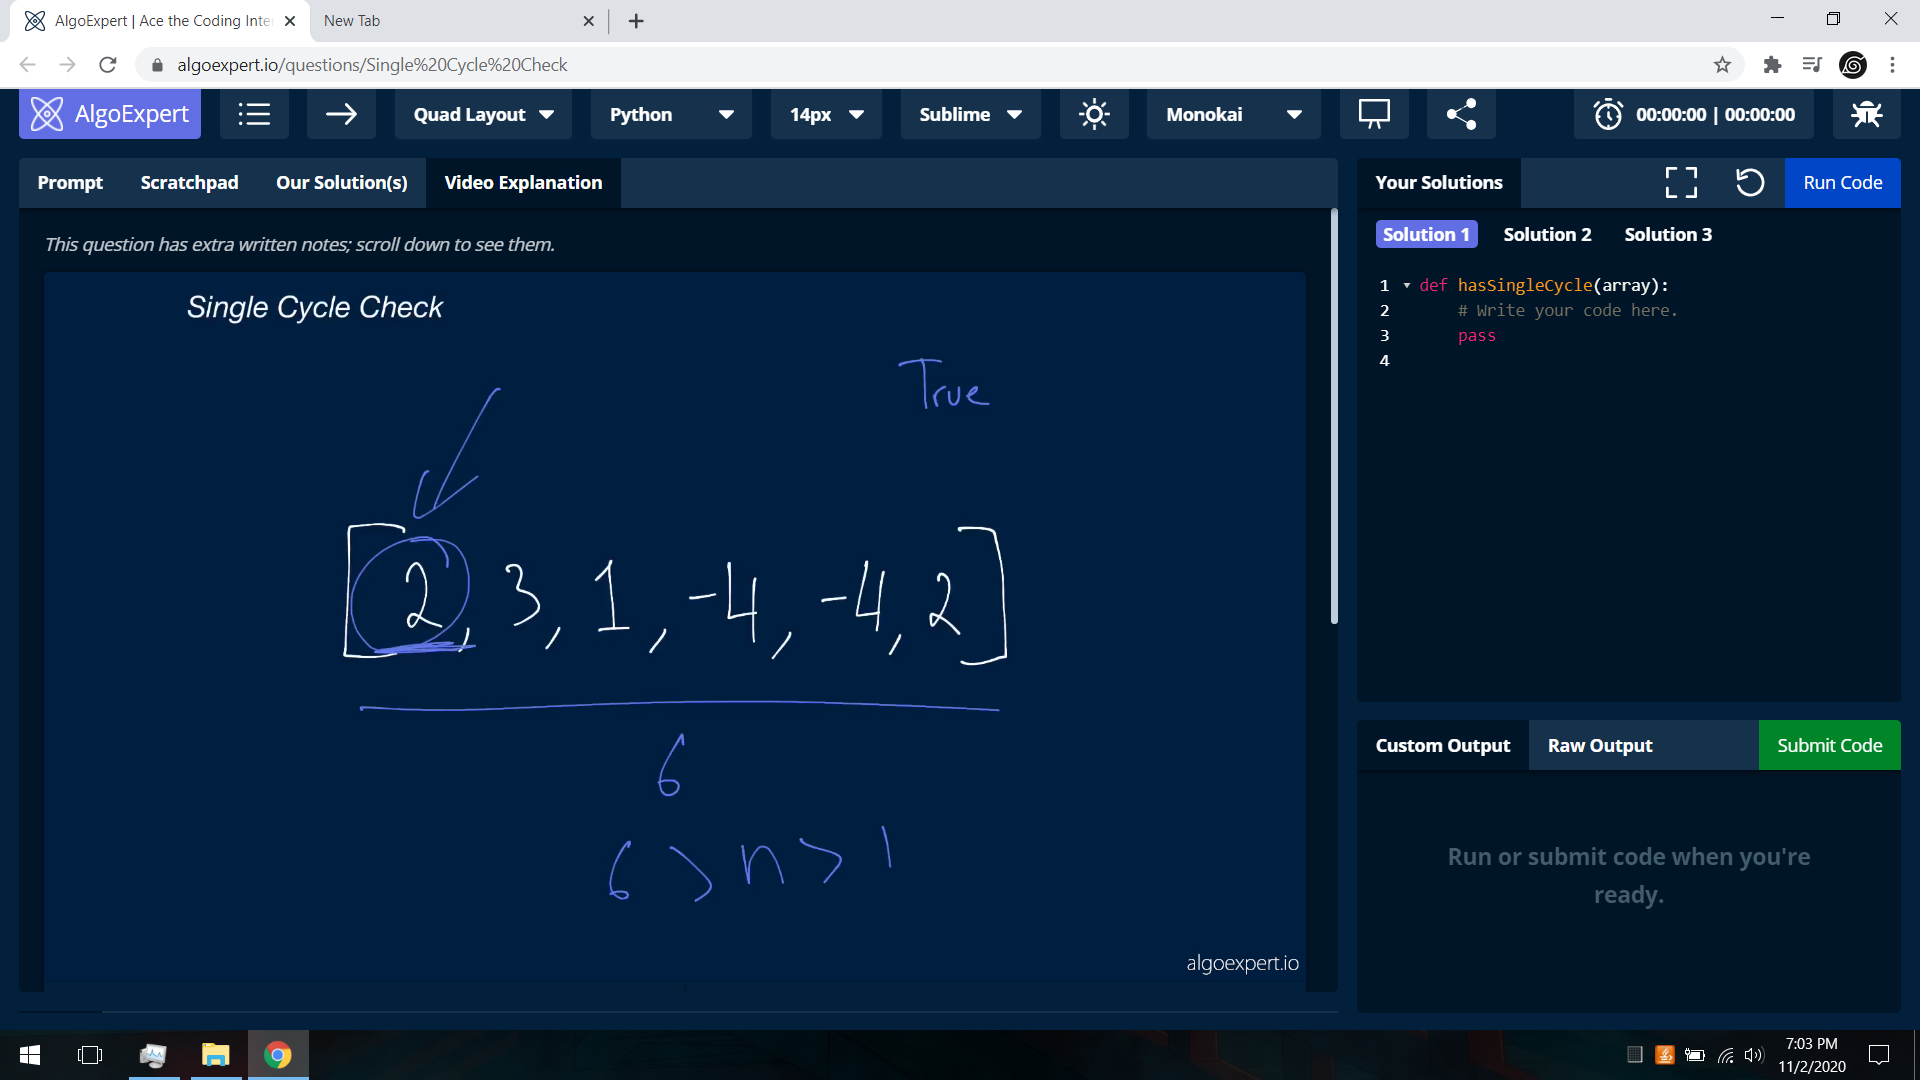 AlgoExpert | Ace the Coding Inte
New Tab
algoexpert.io/questions/Single%20Cycle%20Check
AlgoExpert
Quad Layout
Python
14px
Sublime
Monokai
00:00:00 | 00:00:00
Prompt
Scratchpad
Our Solution(s)
Video Explanation
This question has extra written notes; scroll down to see them.
Single Cycle Check
True
[2, 3, 1, -4, -4, 2]
6
6 > n > 1
algoexpert.io
Your Solutions
Run Code
Solution 1
Solution 2
Solution 3
1 def hasSingleCycle(array):
2 # Write your code here.
3 pass
4
Custom Output
Raw Output
Submit Code
Run or submit code when you're
ready.
7:03 PM
11/2/2020